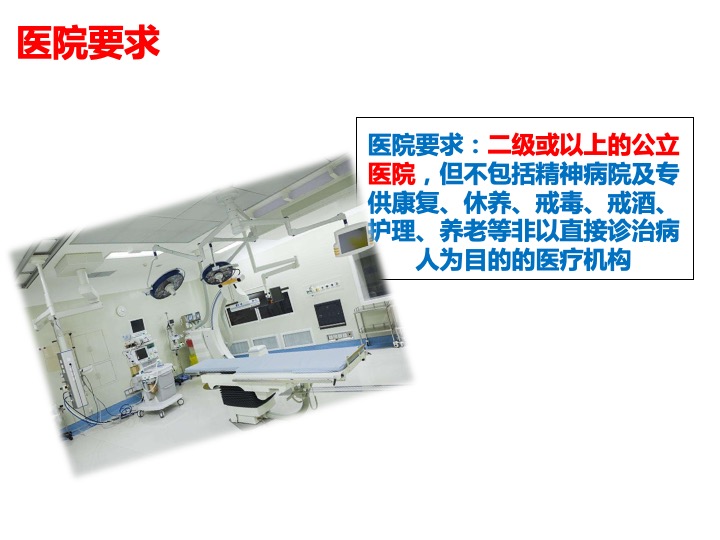 医院要求
医院要求：二级或以上的公立
医院，但不包括精神病院及专
供康复、休养、戒毒、戒酒、
护理、养老等非以直接诊治病
人为目的的医疗机构